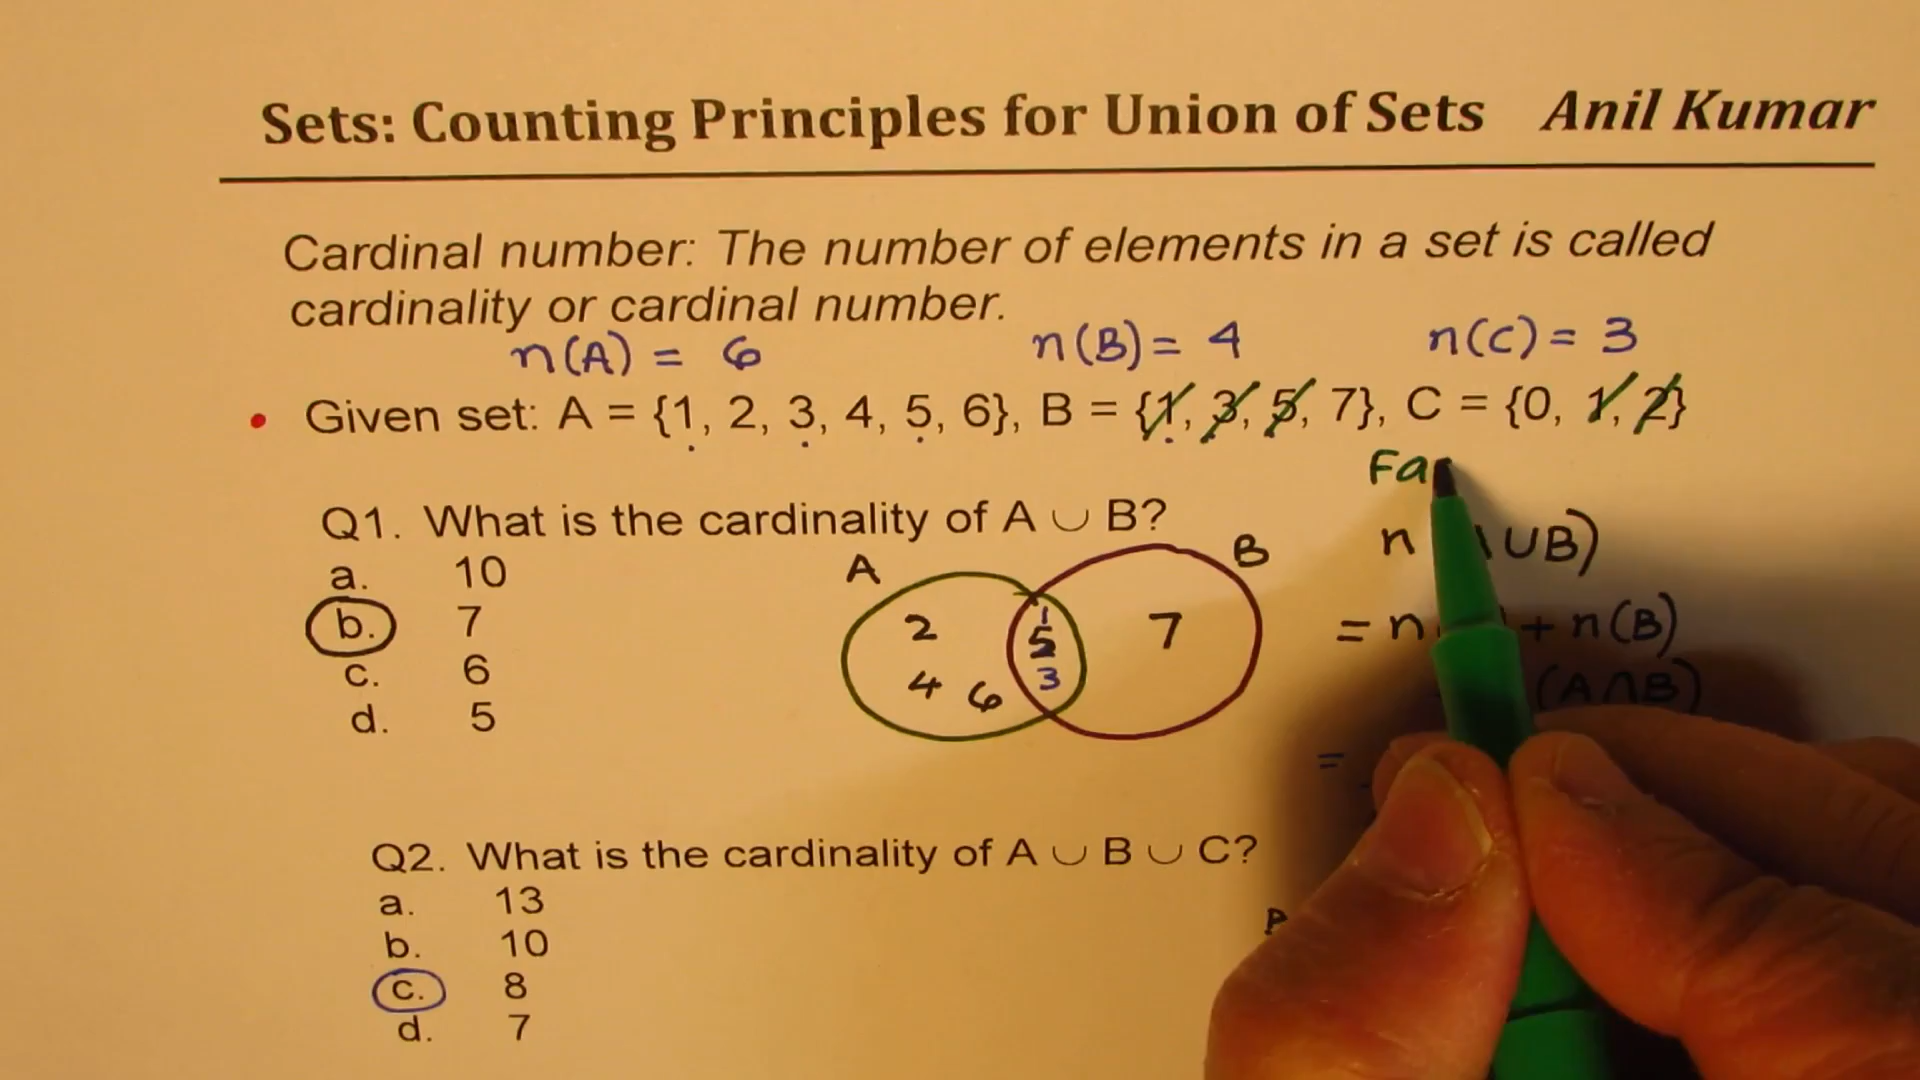 Sets: Counting Principles for Union of Sets Anil Kumar
Cardinal number: The number of elements in a set is called
cardinality or cardinal number.
n(A) = 6 n(B) = 4 n(C) = 3
• Given set: A = {1, 2, 3, 4, 5, 6}, B = {1, 3, 5, 7}, C = {0, 1, 2}
Fa
Q1. What is the cardinality of A ∪ B?
n ∪B)
a. 10
b. 7
c. 6
d. 5
A B
2 4 6
1 5 3
7
= n + n(B)
(A∩B)
=
Q2. What is the cardinality of A ∪ B ∪ C?
a. 13
b. 10
c. 8
d. 7